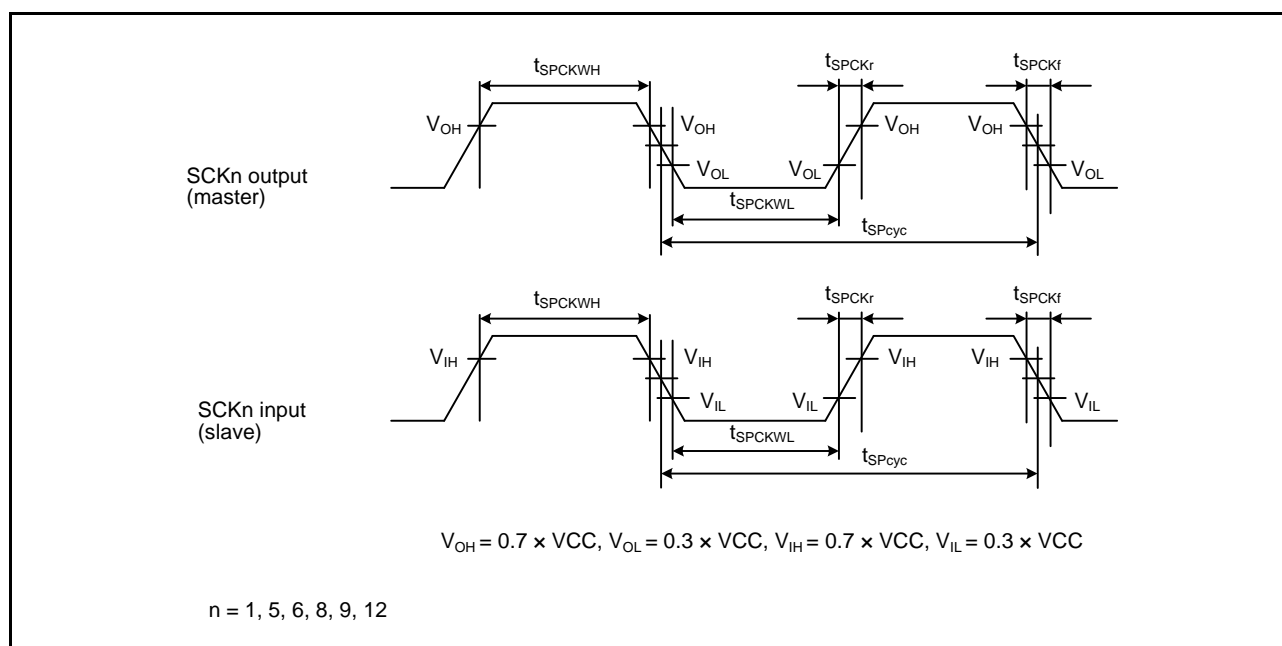 tSPCKWH
tSPCKr
tSPCKf
VOH
VOH
VOH
VOH
SCKn output
(master)
VOL
VOL
VOL
tSPCKWL
tSPcyc
tSPCKWH
tSPCKr
tSPCKf
VIH
VIH
VIH
VIH
SCKn input
(slave)
VIL
VIL
VIL
tSPCKWL
tSPcyc
VOH = 0.7 × VCC, VOL = 0.3 × VCC, VIH = 0.7 × VCC, VIL = 0.3 × VCC
n = 1, 5, 6, 8, 9, 12